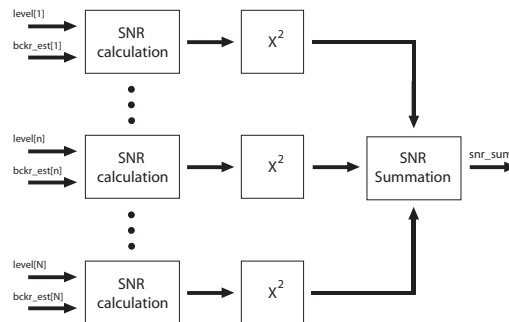 level[1]
bckr_est[1]
SNR
calculation
X²
level[n]
bckr_est[n]
SNR
calculation
X²
SNR
Summation
snr_sum
level[N]
bckr_est[N]
SNR
calculation
X²